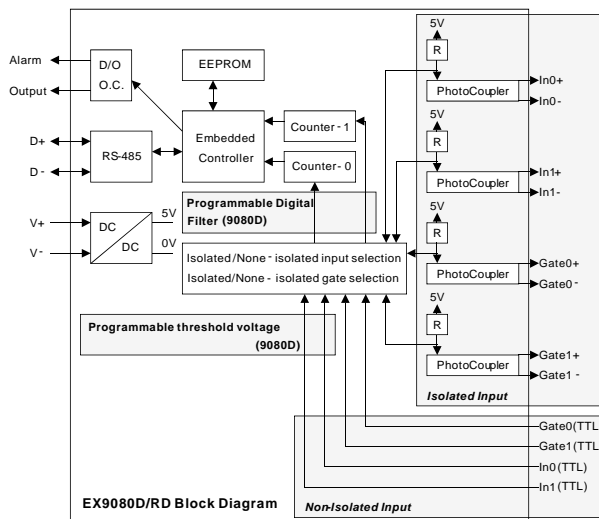 5V
R
PhotoCoupler
In0+
In0-
Alarm
Output
D/O
O.C.
EEPROM
D+
D-
RS-485
Embedded
Controller
Counter-1
Counter-0
5V
R
PhotoCoupler
In1+
In1-
V+
V-
DC
DC
5V
0V
Programmable Digital
Filter (9080D)
Isolated/None-isolated input selection
Isolated/None-isolated gate selection
5V
R
PhotoCoupler
Gate0+
Gate0-
Programmable threshold voltage
(9080D)
5V
R
PhotoCoupler
Gate1+
Gate1-
Isolated Input
Gate0(TTL
Gate1(TTL
In0(TTL)
In1(TTL)
EX9080D/RD Block Diagram
Non-Isolated Input